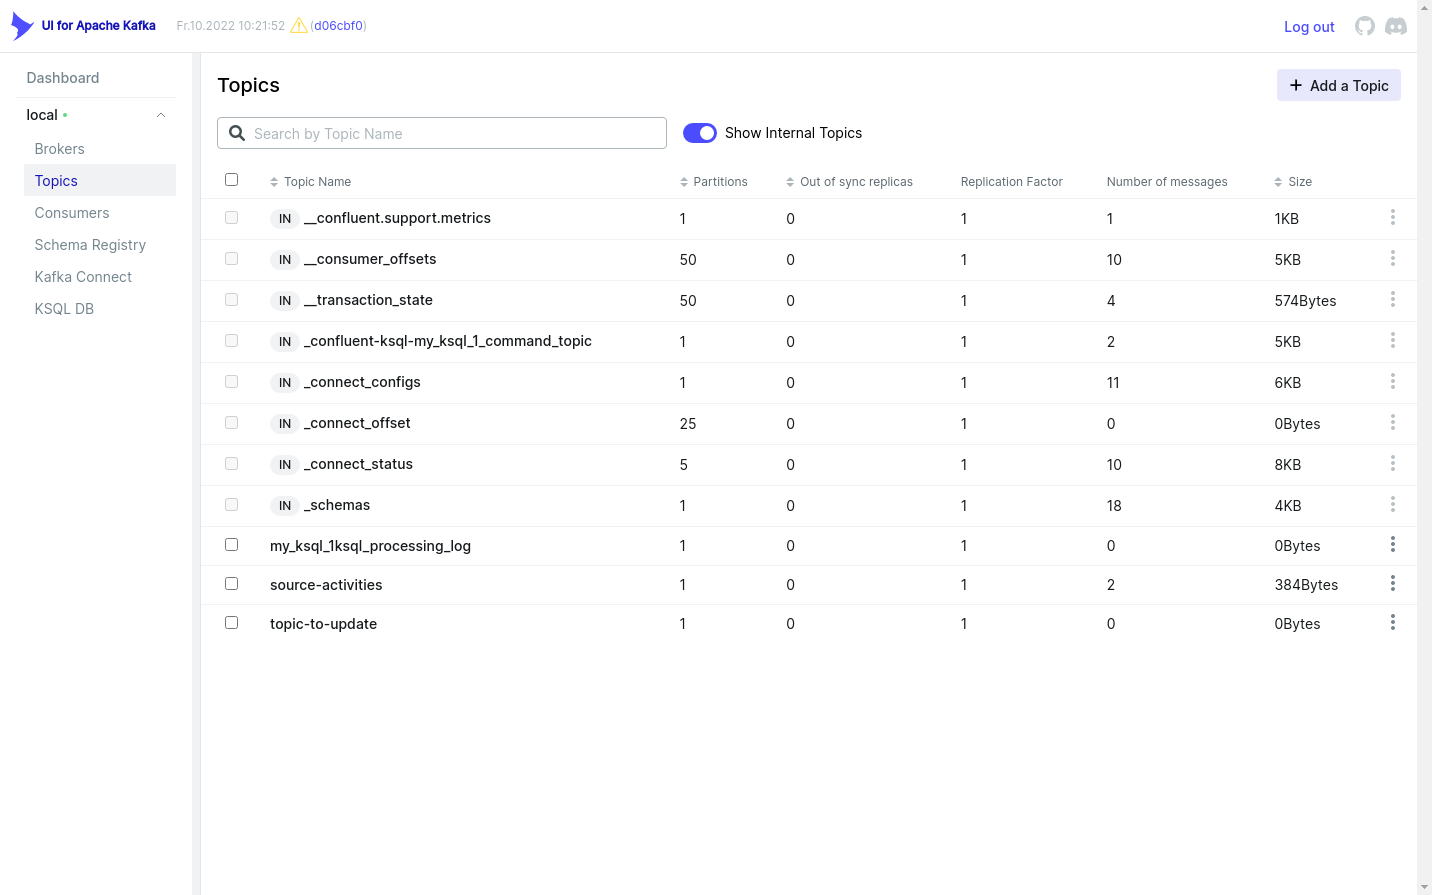 UI for Apache Kafka Fr.10.2022 10:21:52 (d06cbf0) Log out
Dashboard
local
Brokers
Topics
Consumers
Schema Registry
Kafka Connect
KSQL DB
Topics
Add a Topic
Search by Topic Name
Show Internal Topics
Topic Name Partitions Out of sync replicas Replication Factor Number of messages Size
IN __confluent.support.metrics 1 0 1 1 1KB
IN __consumer_offsets 50 0 1 10 5KB
IN __transaction_state 50 0 1 4 574Bytes
IN _confluent-ksql-my_ksql_1_command_topic 1 0 1 2 5KB
IN _connect_configs 1 0 1 11 6KB
IN _connect_offset 25 0 1 0 0Bytes
IN _connect_status 5 0 1 10 8KB
IN _schemas 1 0 1 18 4KB
my_ksql_1ksql_processing_log 1 0 1 0 0Bytes
source-activities 1 0 1 2 384Bytes
topic-to-update 1 0 1 0 0Bytes